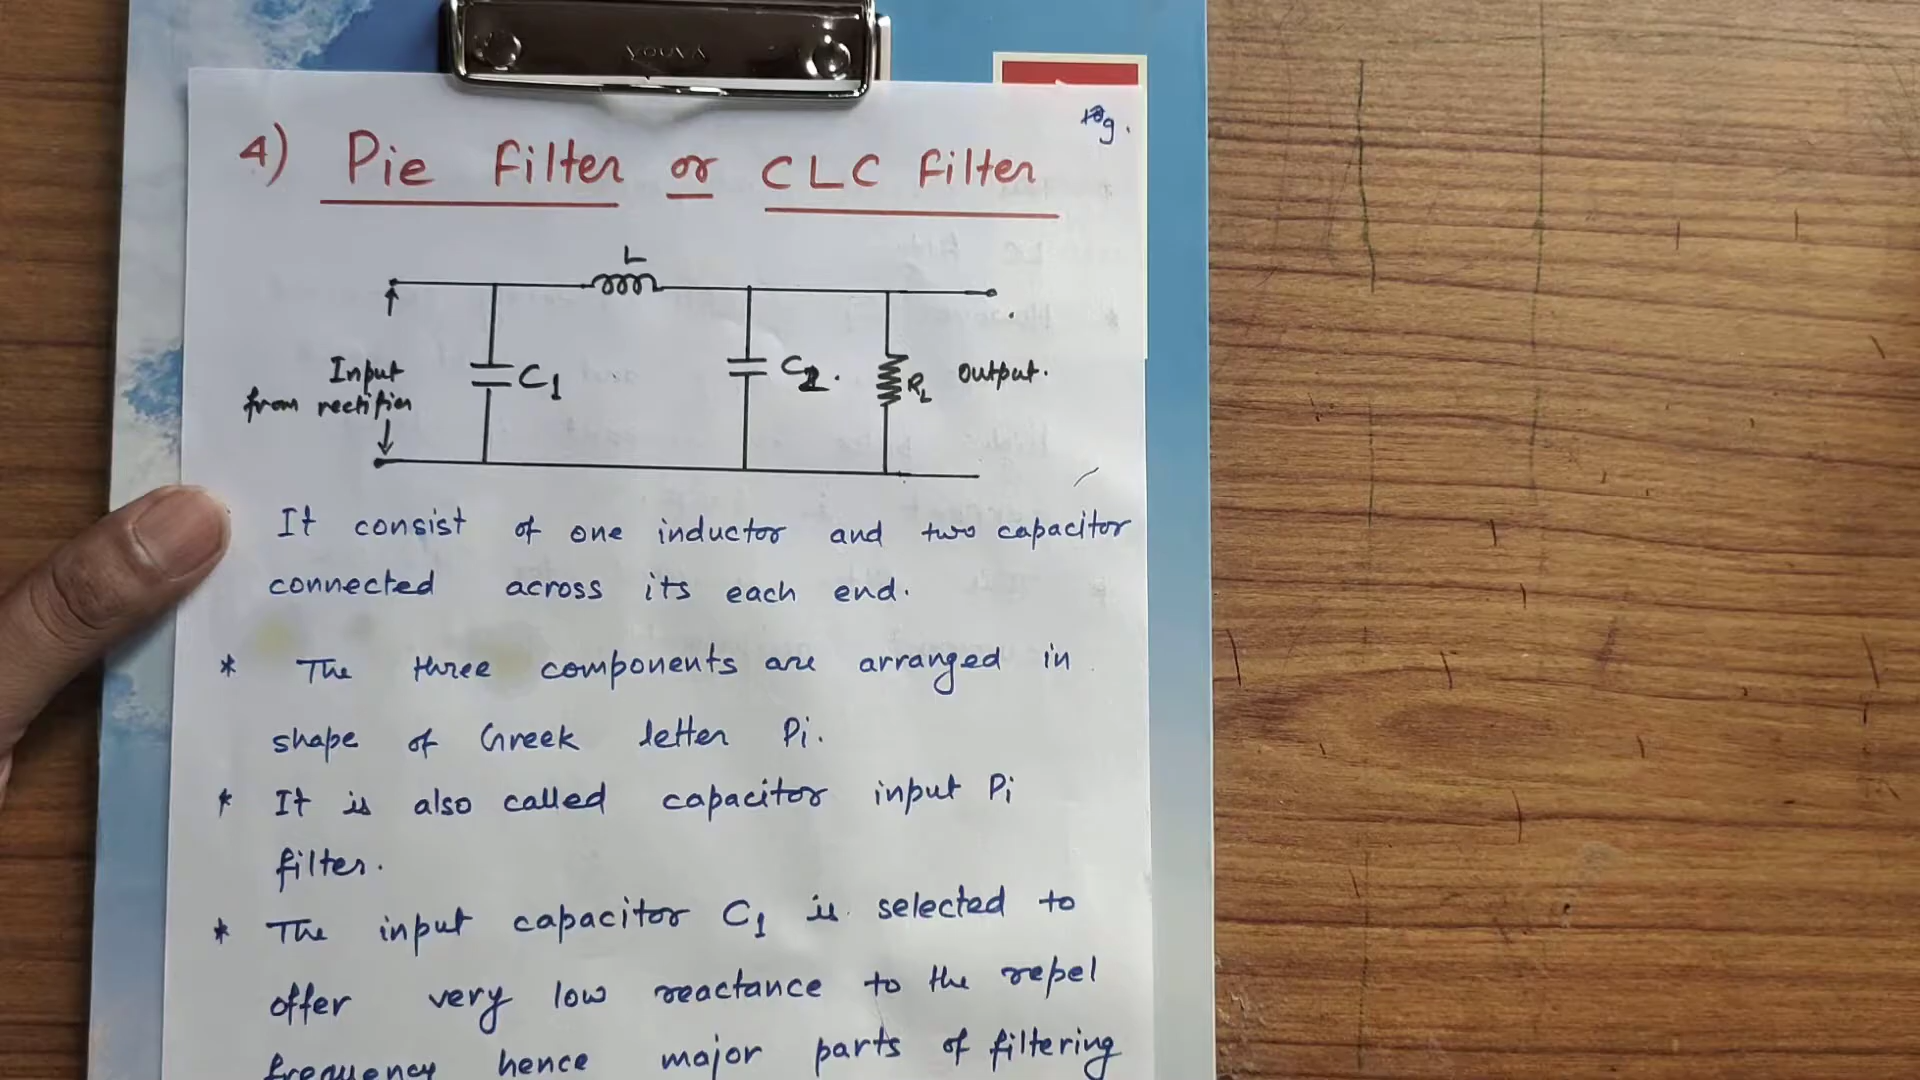 YOUVA
4) Pie Filter or CLC Filter
L
Input
from rectifier
C1
C2.
RL
output.
It consist of one inductor and two capacitor
connected across its each end.
* The three components are arranged in
shape of Greek letter Pi.
* It is also called capacitor input Pi
filter.
* The input capacitor C1 is selected to
offer very low reactance to the repel
frequency hence major parts of filtering